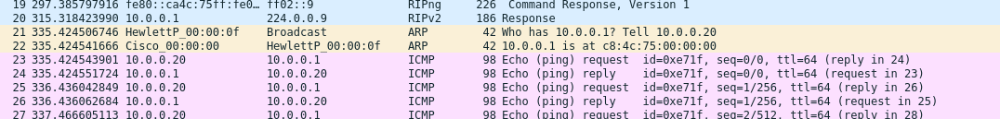 19 297.385797916 fe80::ca4c:75ff:fe0… ff02::9 RIPng 226 Command Response, Version 1
20 315.318423990 10.0.0.1 224.0.0.9 RIPv2 186 Response
21 335.424506746 HewlettP_00:00:0f Broadcast ARP 42 Who has 10.0.0.1? Tell 10.0.0.20
22 335.424541666 Cisco_00:00:00 HewlettP_00:00:0f ARP 42 10.0.0.1 is at c8:4c:75:00:00:00
23 335.424543901 10.0.0.20 10.0.0.1 ICMP 98 Echo (ping) request id=0xe71f, seq=0/0, ttl=64 (reply in 24)
24 335.424551724 10.0.0.1 10.0.0.20 ICMP 98 Echo (ping) reply id=0xe71f, seq=0/0, ttl=64 (request in 23)
25 336.436042849 10.0.0.20 10.0.0.1 ICMP 98 Echo (ping) request id=0xe71f, seq=1/256, ttl=64 (reply in 26)
26 336.436062684 10.0.0.1 10.0.0.20 ICMP 98 Echo (ping) reply id=0xe71f, seq=1/256, ttl=64 (request in 25)
27 337.466605113 10.0.0.20 10.0.0.1 ICMP 98 Echo (ping) request id=0xe71f, seq=2/512, ttl=64 (reply in 28)